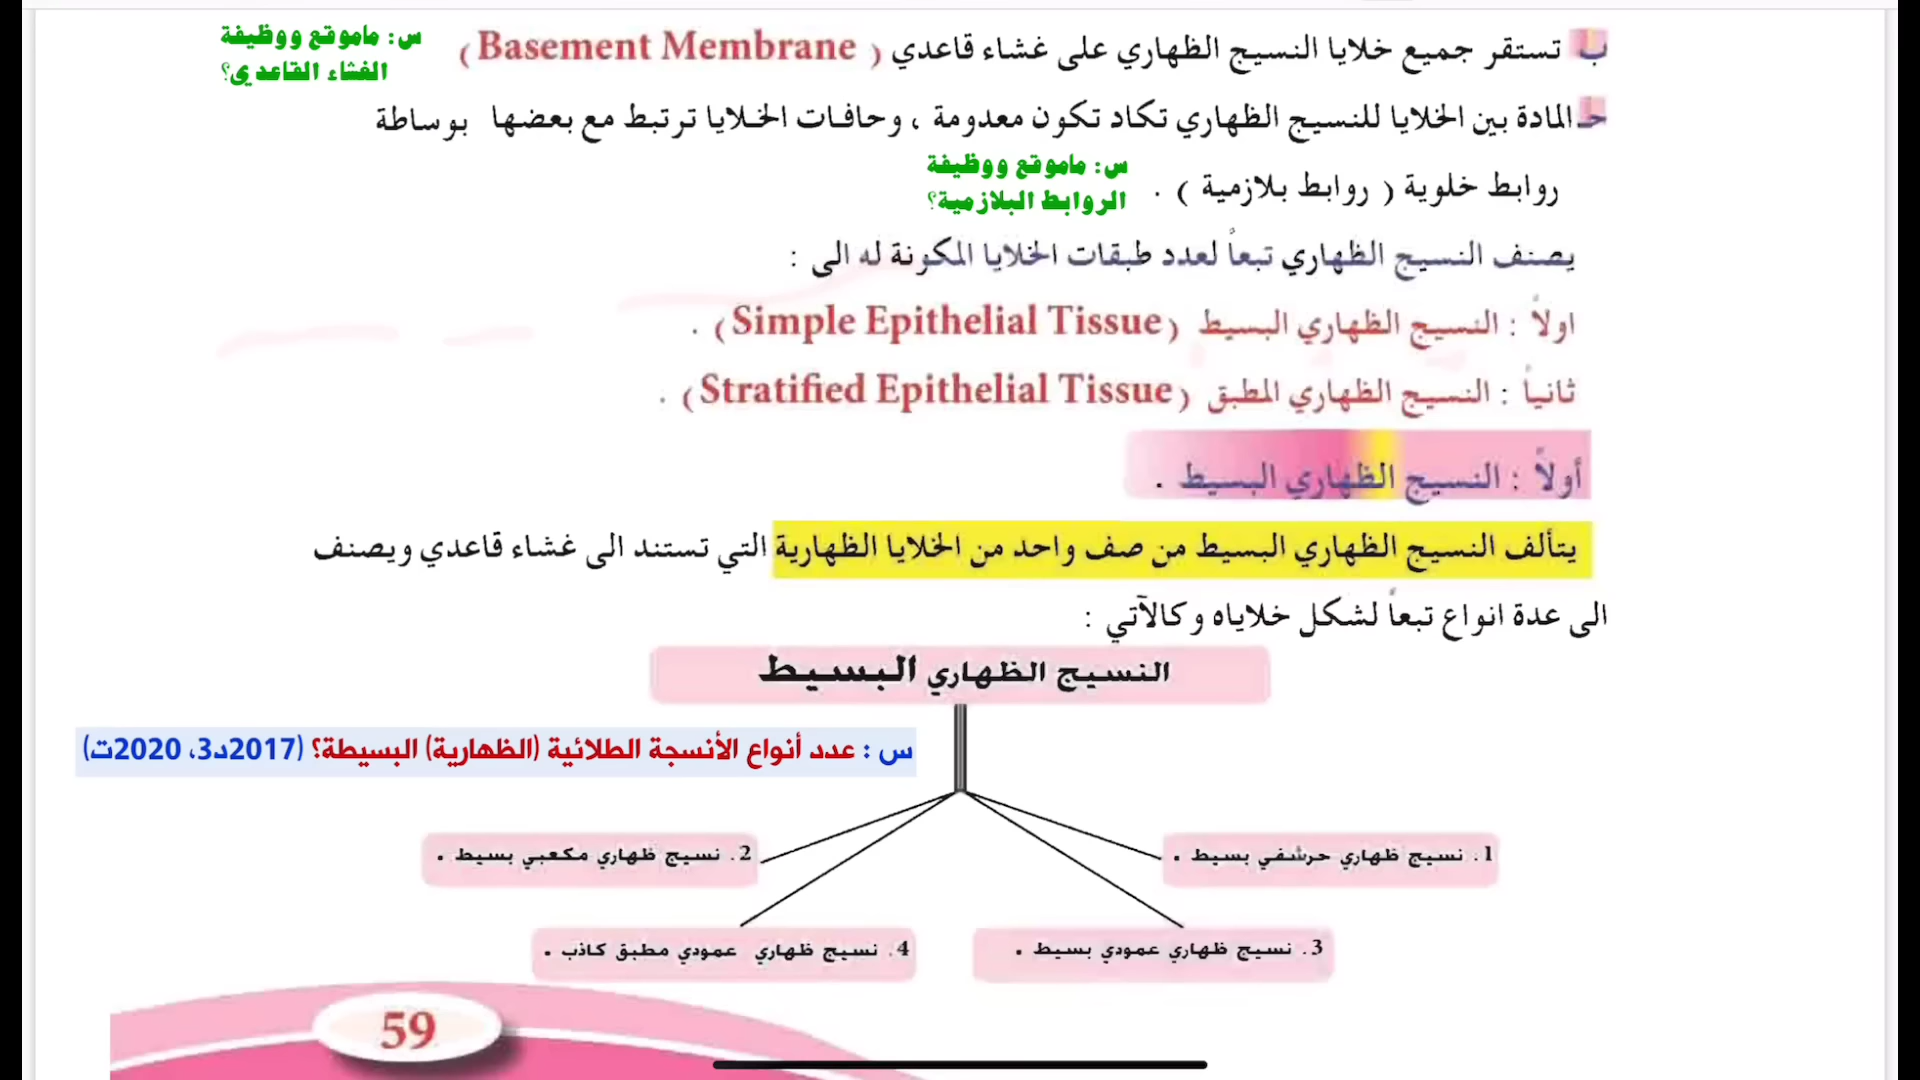 ب تستقر جميع خلايا النسيج الظهاري على غشاء قاعدي ( Basement Membrane )
س: ماموقع ووظيفة
الغشاء القاعدي؟
حـ المادة بين الخلايا للنسيج الظهاري تكاد تكون معدومة ، وحافات الخلايا ترتبط مع بعضها بوساطة
روابط خلوية ( روابط بلازمية ) .
س: ماموقع ووظيفة
الروابط البلازمية؟
يصنف النسيج الظهاري تبعاً لعدد طبقات الخلايا المكونة له الى :
اولاً : النسيج الظهاري البسيط ( Simple Epithelial Tissue ) .
ثانياً : النسيج الظهاري المطبق ( Stratified Epithelial Tissue ) .
أولاً : النسيج الظهاري البسيط .
يتألف النسيج الظهاري البسيط من صف واحد من الخلايا الظهارية التي تستند الى غشاء قاعدي ويصنف
الى عدة انواع تبعاً لشكل خلاياه وكالآتي :
النسيج الظهاري البسيط
س : عدد أنواع الأنسجة الطلائية (الظهارية) البسيطة؟ (2017د3، 2020ت)
1. نسيج ظهاري حرشفي بسيط .
2. نسيج ظهاري مكعبي بسيط .
3. نسيج ظهاري عمودي بسيط .
4. نسيج ظهاري عمودي مطبق كاذب .
59